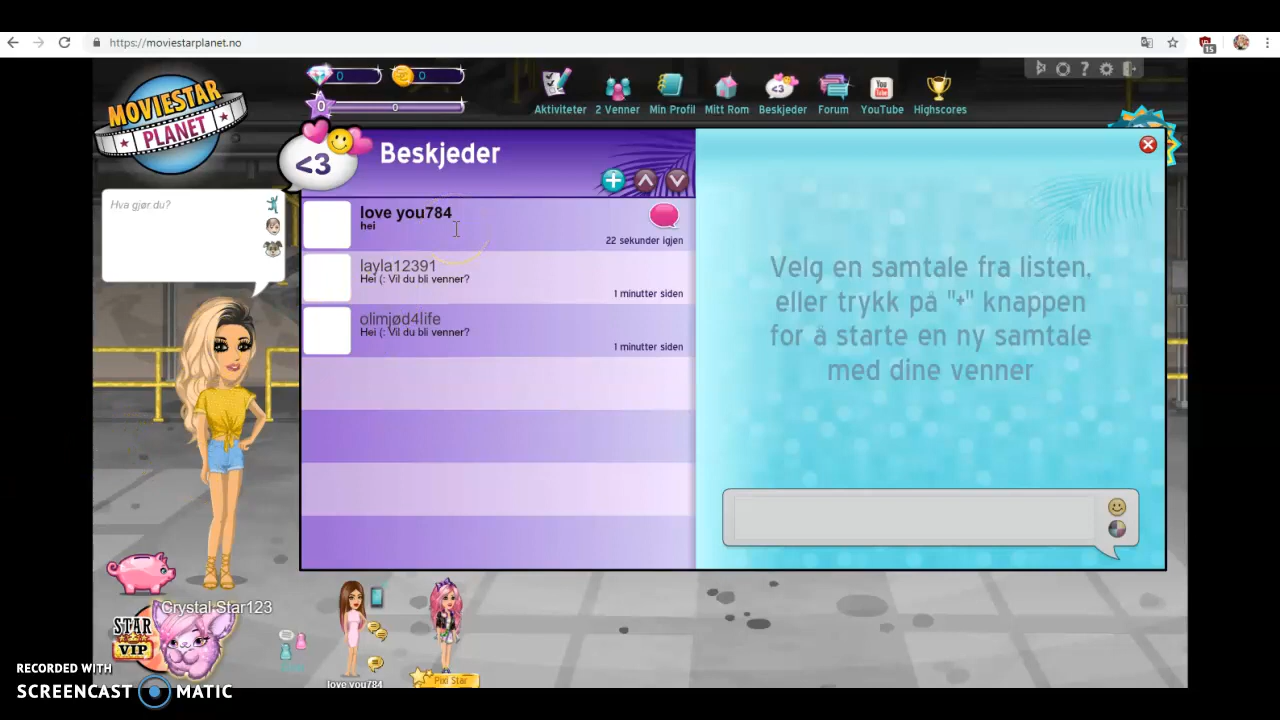 https://moviestarplanet.no
15
MOVIESTAR
PLANET
0
0
0
0
Aktiviteter
2 Venner
Min Profil
Mitt Rom
<3
Beskjeder
Forum
You
Tube
YouTube
Highscores
?
<3
Beskjeder
Hva gjør du?
love you784
hei
22 sekunder igjen
layla12391
Hei (: Vil du bli venner?
1 minutter siden
olimjød4life
Hei (: Vil du bli venner?
1 minutter siden
Velg en samtale fra listen,
eller trykk på "+" knappen
for å starte en ny samtale
med dine venner
Crystal Star123
STAR
VIP
love you784
Pixi Star
RECORDED WITH
SCREENCAST MATIC